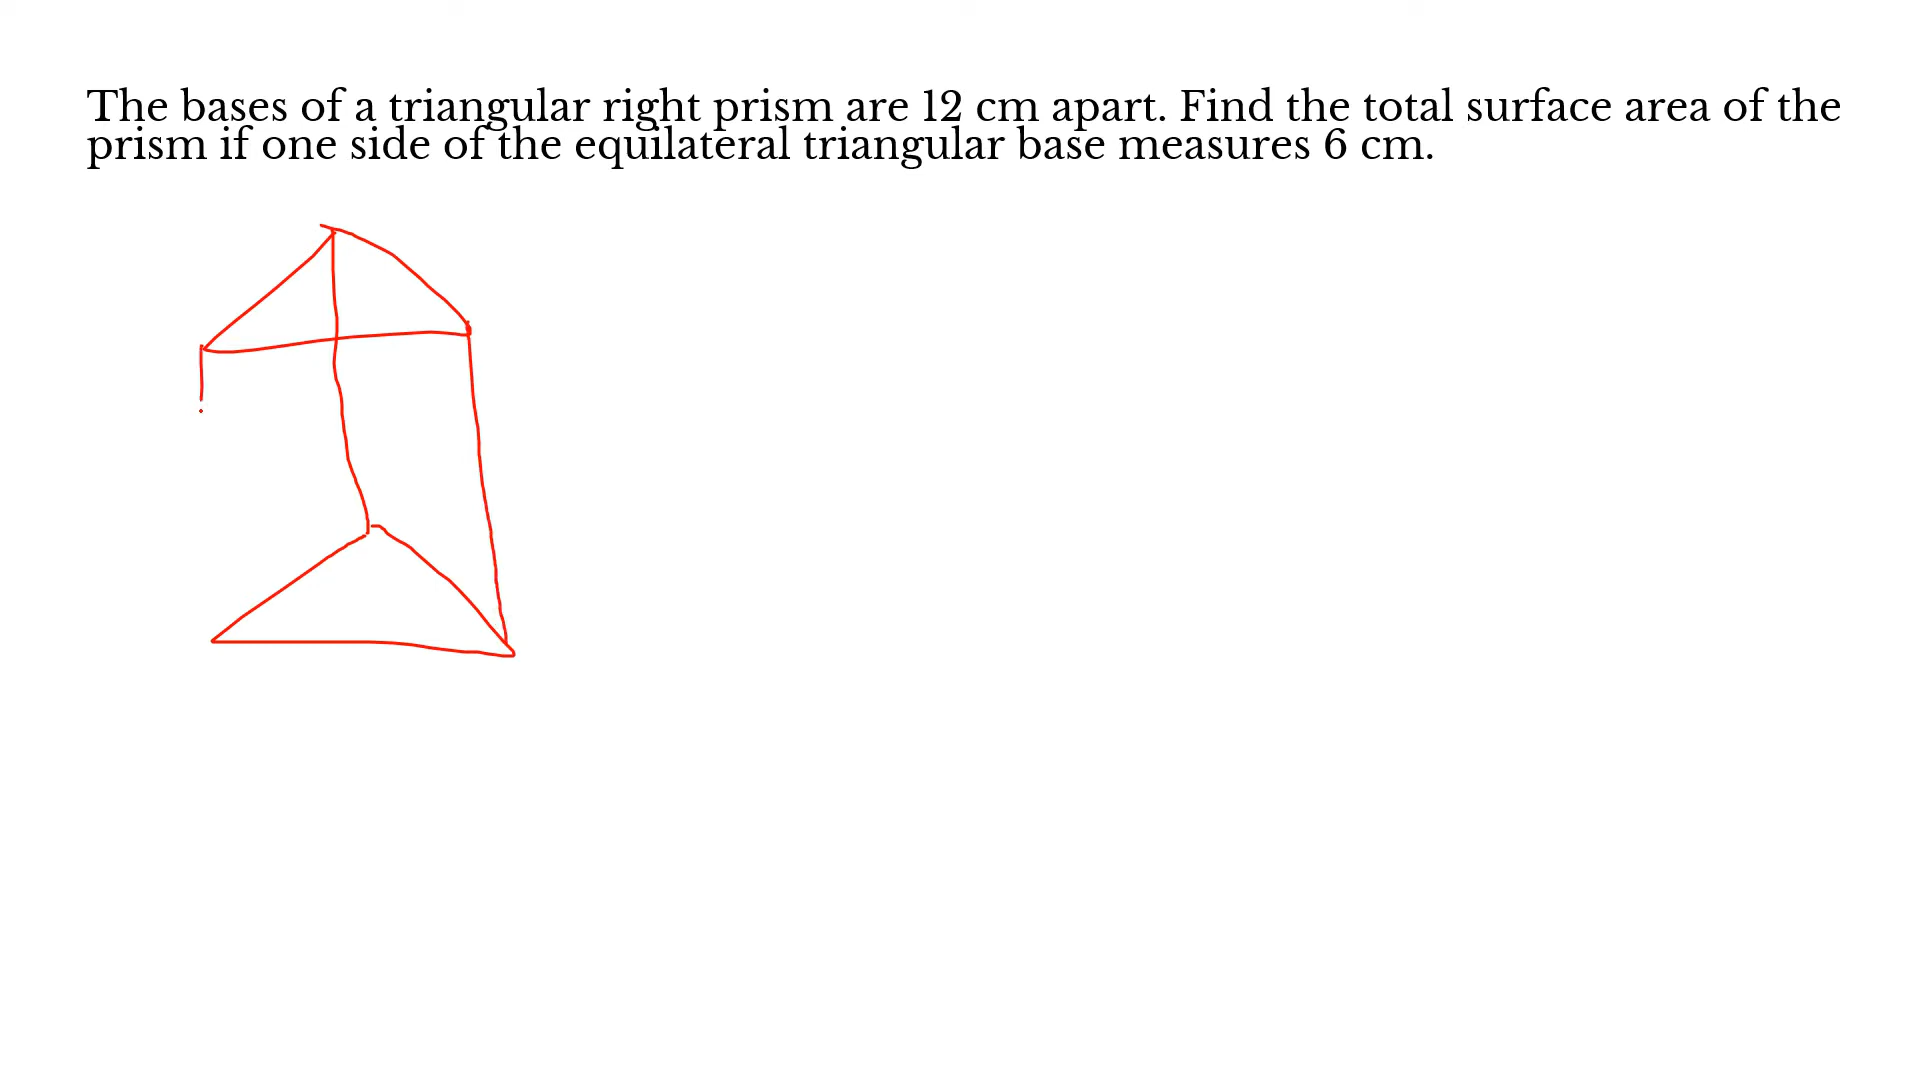 The bases of a triangular right prism are 12 cm apart. Find the total surface area of the
prism if one side of the equilateral triangular base measures 6 cm.